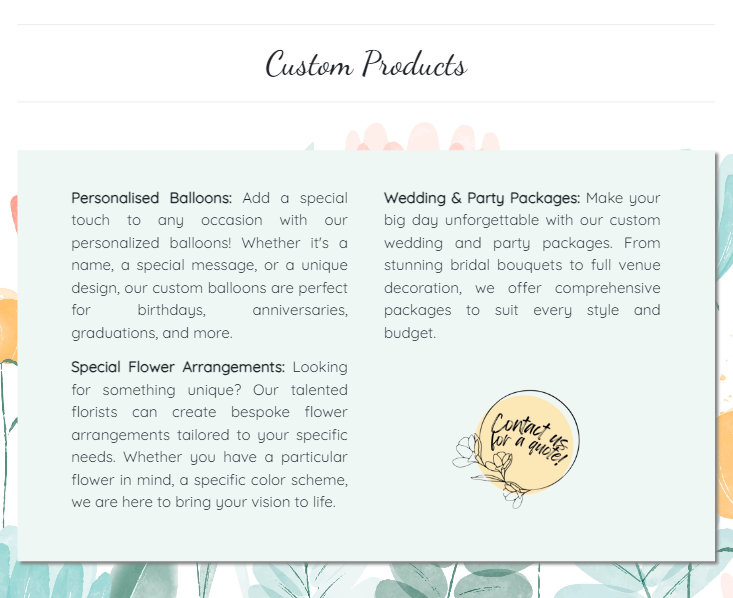 Custom Products
Personalised Balloons: Add a special
touch to any occasion with our
personalized balloons! Whether it's a
name, a special message, or a unique
design, our custom balloons are perfect
for birthdays, anniversaries,
graduations, and more.
Special Flower Arrangements: Looking
for something unique? Our talented
florists can create bespoke flower
arrangements tailored to your specific
needs. Whether you have a particular
flower in mind, a specific color scheme,
we are here to bring your vision to life.
Wedding & Party Packages: Make your
big day unforgettable with our custom
wedding and party packages. From
stunning bridal bouquets to full venue
decoration, we offer comprehensive
packages to suit every style and
budget.
Contact us
for a quote!